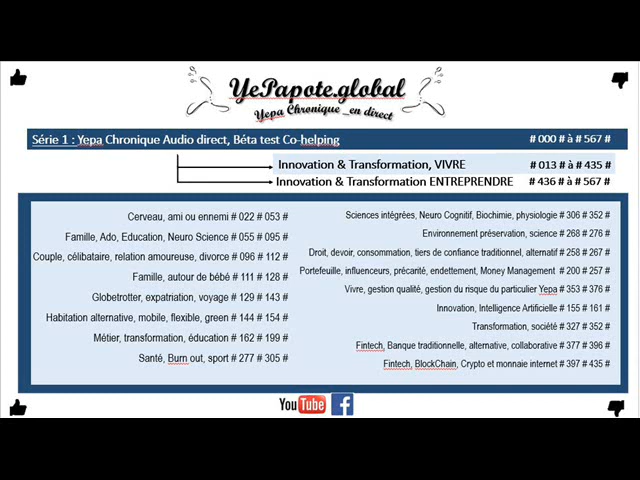 YePapote.global
Yepa Chronique _en direct
Série 1 : Yepa Chronique Audio direct, Béta test Co-helping # 000 # à # 567 #
Innovation & Transformation, VIVRE # 013 # à # 435 #
Innovation & Transformation ENTREPRENDRE # 436 # à # 567 #
Cerveau, ami ou ennemi # 022 # 053 #
Famille, Ado, Education, Neuro Science # 055 # 095 #
Couple, célibataire, relation amoureuse, divorce # 096 # 112 #
Famille, autour de bébé # 111 # 128 #
Globetrotter, expatriation, voyage # 129 # 143 #
Habitation alternative, mobile, flexible, green # 144 # 154 #
Métier, transformation, éducation # 162 # 199 #
Santé, Burn out, sport # 277 # 305 #
Sciences intégrées, Neuro Cognitif, Biochimie, physiologie # 306 # 352 #
Environnement préservation, science # 268 # 276 #
Droit, devoir, consommation, tiers de confiance traditionnel, alternatif # 258 # 267 #
Portefeuille, influenceurs, précarité, endettement, Money Management # 200 # 257 #
Vivre, gestion qualité, gestion du risque du particulier Yepa # 353 # 376 #
Innovation, Intelligence Artificielle # 155 # 161 #
Transformation, société # 327 # 352 #
Fintech, Banque traditionnelle, alternative, collaborative # 377 # 396 #
Fintech, BlockChain, Crypto et monnaie internet # 397 # 435 #
YouTube f